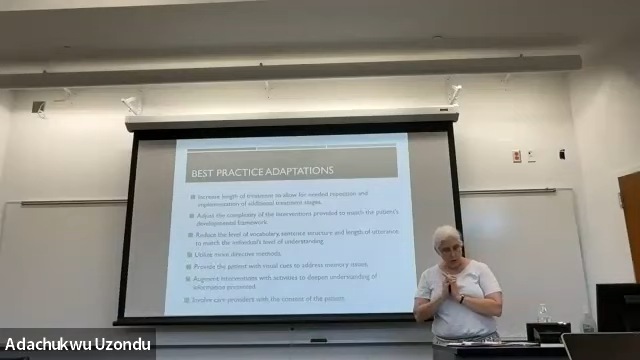 BEST PRACTICE ADAPTATIONS
Increase length of treatment to allow for needed repetition and
implementation of additional treatment stages.
Adjust the complexity of the interventions provided to match the patient's
developmental framework.
Reduce the level of vocabulary, sentence structure and length of utterance
to match the individual's level of understanding
Utilize more directive methods.
Provide the patient with visual cues to address memory issues.
Augment interventions with activities to deepen understanding of
information presented
Involve care providers with the consent of the patient.
Adachukwu Uzondu